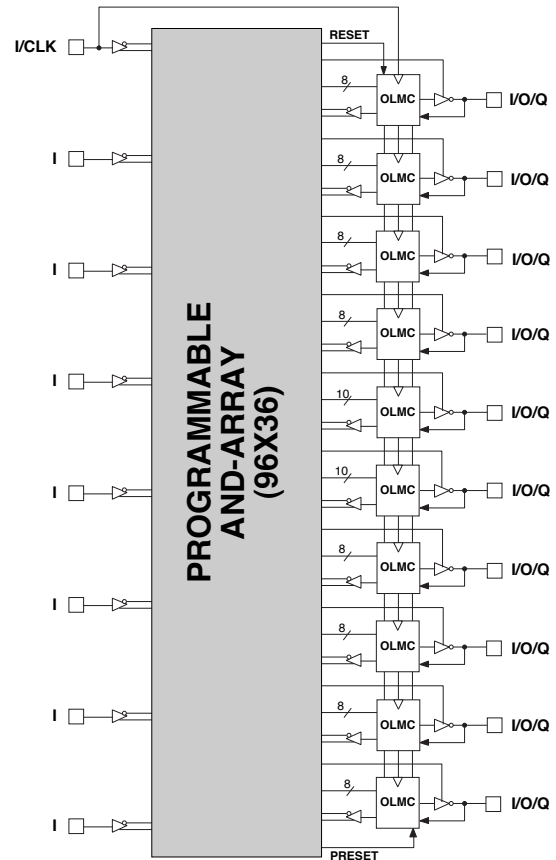 RESET
I/CLK
8
OLMC
I/O/Q
I
8
OLMC
I/O/Q
I
8
OLMC
I/O/Q
8
OLMC
I/O/Q
I
10
OLMC
I/O/Q
PROGRAMMABLE
AND-ARRAY
(96X36)
I
10
OLMC
I/O/Q
8
OLMC
I/O/Q
I
8
OLMC
I/O/Q
I
8
OLMC
I/O/Q
8
OLMC
I/O/Q
I
PRESET